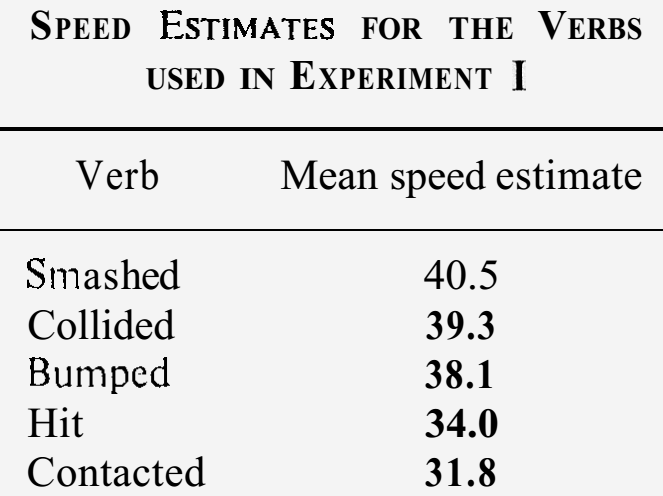 SPEED ESTIMATES FOR THE VERBS
USED IN EXPERIMENT I
Verb Mean speed estimate
Smashed 40.5
Collided 39.3
Bumped 38.1
Hit 34.0
Contacted 31.8